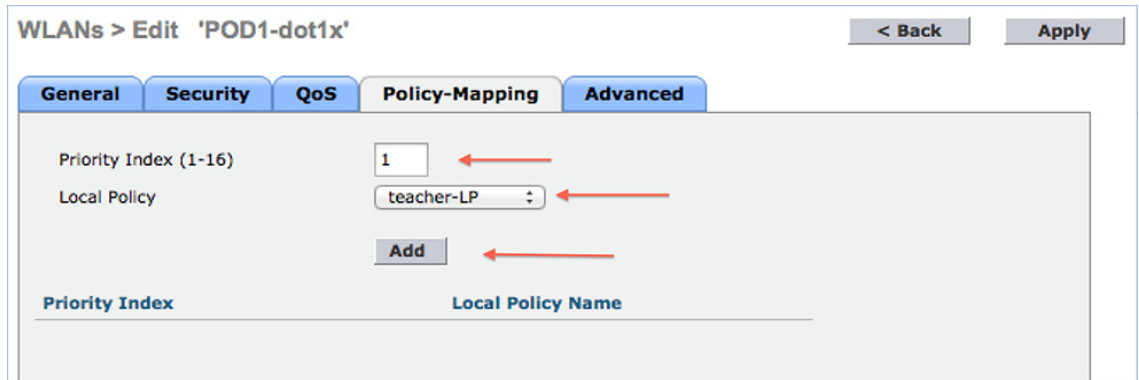 WLANs > Edit 'POD1-dot1x'
< Back
Apply
General
Security
QoS
Policy-Mapping
Advanced
Priority Index (1-16)
1
Local Policy
teacher-LP
Add
Priority Index
Local Policy Name